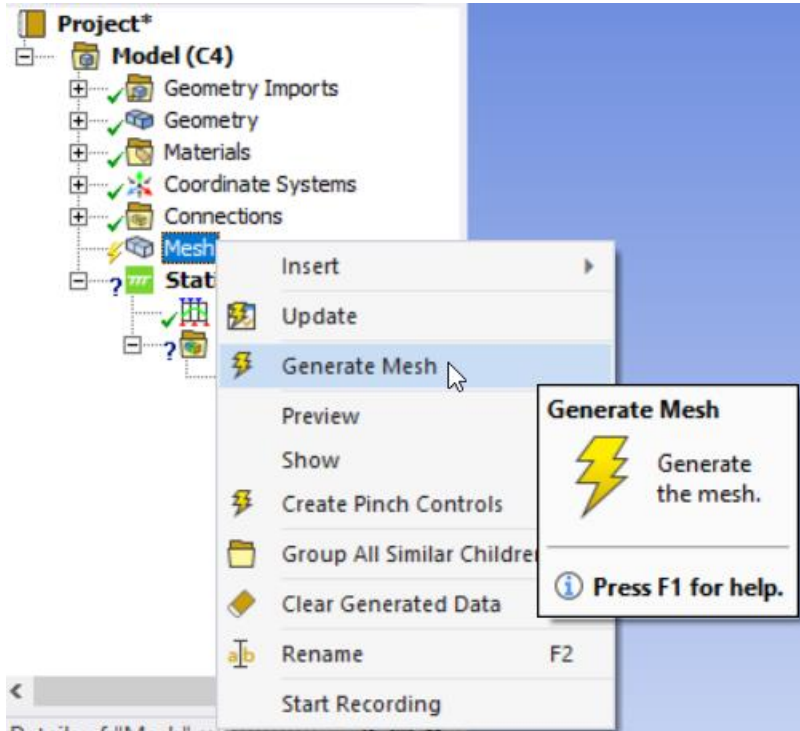 Project*
Model (C4)
Geometry Imports
Geometry
Materials
Coordinate Systems
Connections
Mesh
Stati
Insert
Update
Generate Mesh
Preview
Show
Create Pinch Controls
Group All Similar Childre
Clear Generated Data
Rename F2
Start Recording
Generate Mesh
Generate
the mesh.
Press F1 for help.